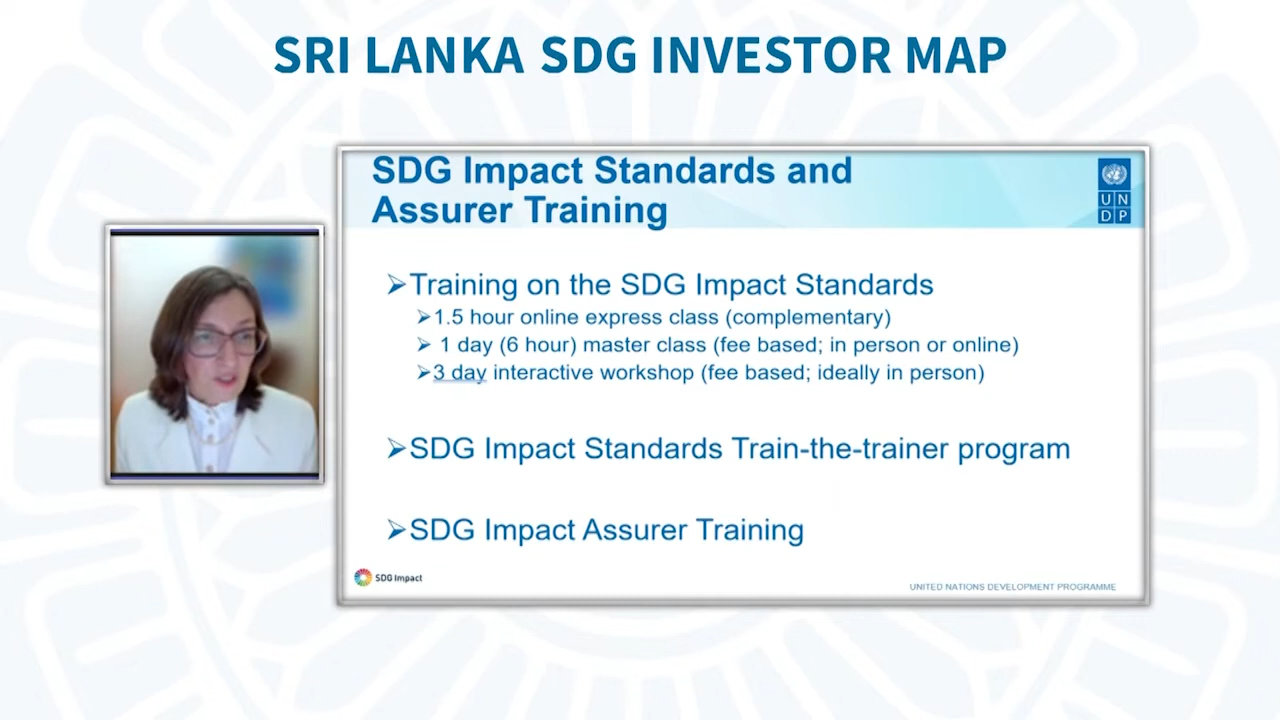 SRI LANKA SDG INVESTOR MAP
SDG Impact Standards and
Assurer Training
U N
D P
➢Training on the SDG Impact Standards
➢1.5 hour online express class (complementary)
➢ 1 day (6 hour) master class (fee based; in person or online)
➢3 day interactive workshop (fee based; ideally in person)
➢SDG Impact Standards Train-the-trainer program
➢SDG Impact Assurer Training
SDG Impact
UNITED NATIONS DEVELOPMENT PROGRAMME